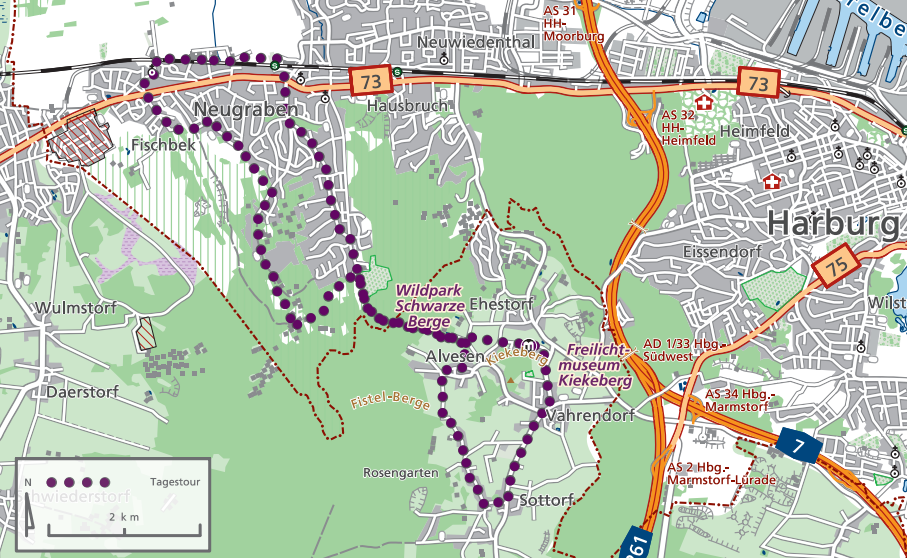 AS 31
HH-
Moorburg
Neuwiedenthal
73
73
Hausbruch
Neugraben
AS 32
HH-
Heimfeld
Heimfeld
Fischbek
Harburg
Eissendorf
75
Wildpark
Schwarze
Berge
Ehestorf
Wulmstorf
Wilst
AD 1/33 Hbg.-
Südwest
Alvesen
Kiekeberg
M
Freilicht-
museum
Kiekeberg
Daerstorf
Fistel-Berge
AS 34 Hbg.-
Marmstorf
Vahrendorf
7
Rosengarten
AS 2 Hbg.-
Marmstorf-Lürade
N
Tagestour
Schwiederstorf
Sottorf
2 km
61